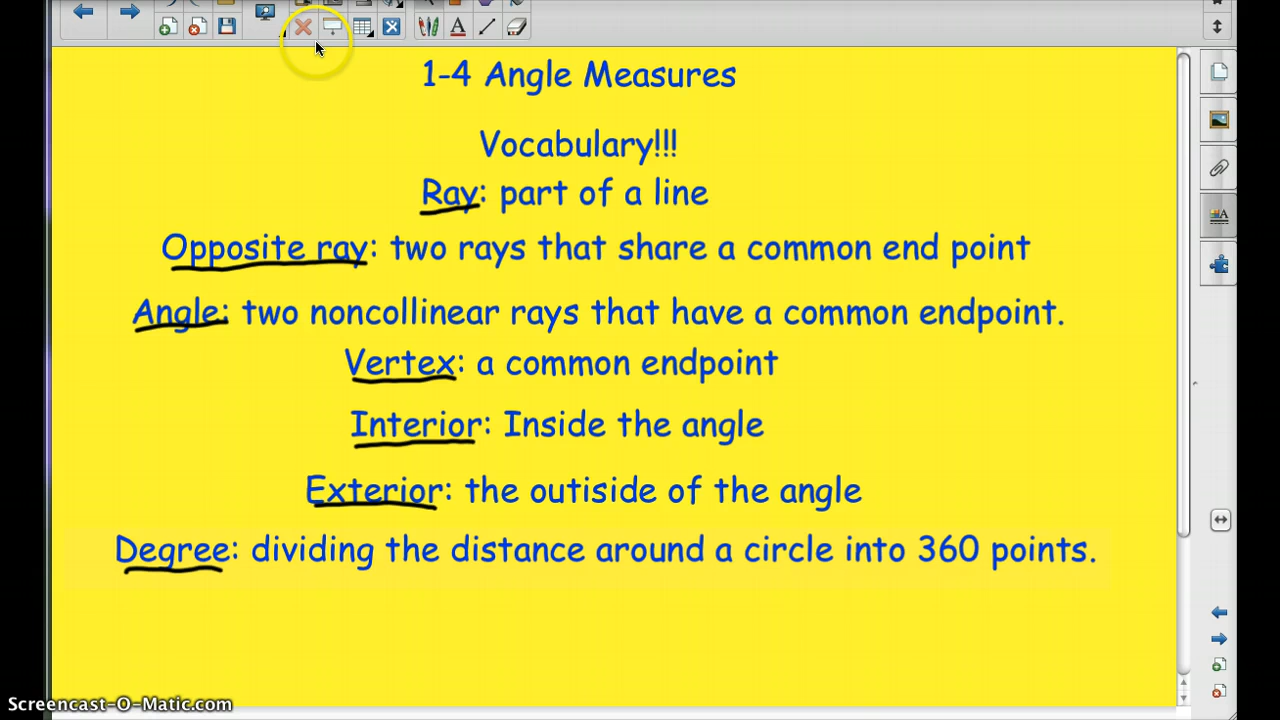 1-4 Angle Measures
Vocabulary!!!
Ray: part of a line
Opposite ray: two rays that share a common end point
Angle: two noncollinear rays that have a common endpoint.
Vertex: a common endpoint
Interior: Inside the angle
Exterior: the outiside of the angle
Degree: dividing the distance around a circle into 360 points.
Screencast-O-Matic.com